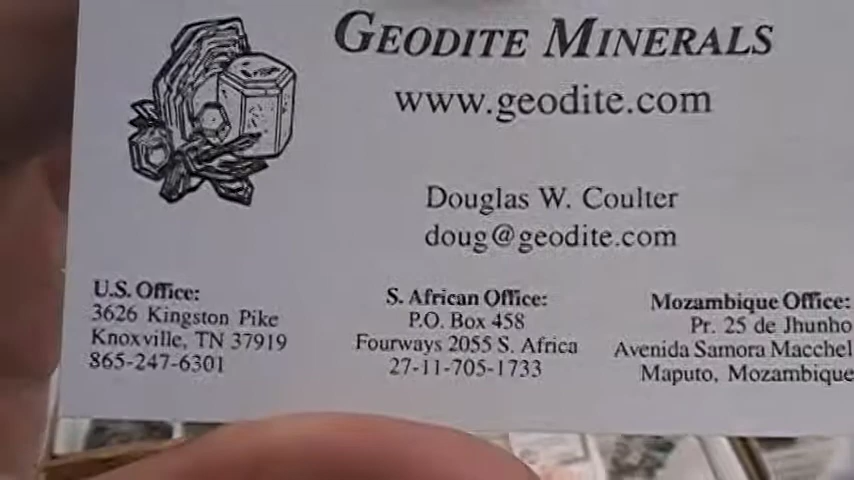 GEODITE MINERALS
www.geodite.com
Douglas W. Coulter
doug@geodite.com
U.S. Office:
3626 Kingston Pike
Knoxville, TN 37919
865-247-6301
S. African Office:
P.O. Box 458
Fourways 2055 S. Africa
27-11-705-1733
Mozambique Office:
Pr. 25 de Jhunho
Avenida Samora Macchel
Maputo, Mozambique